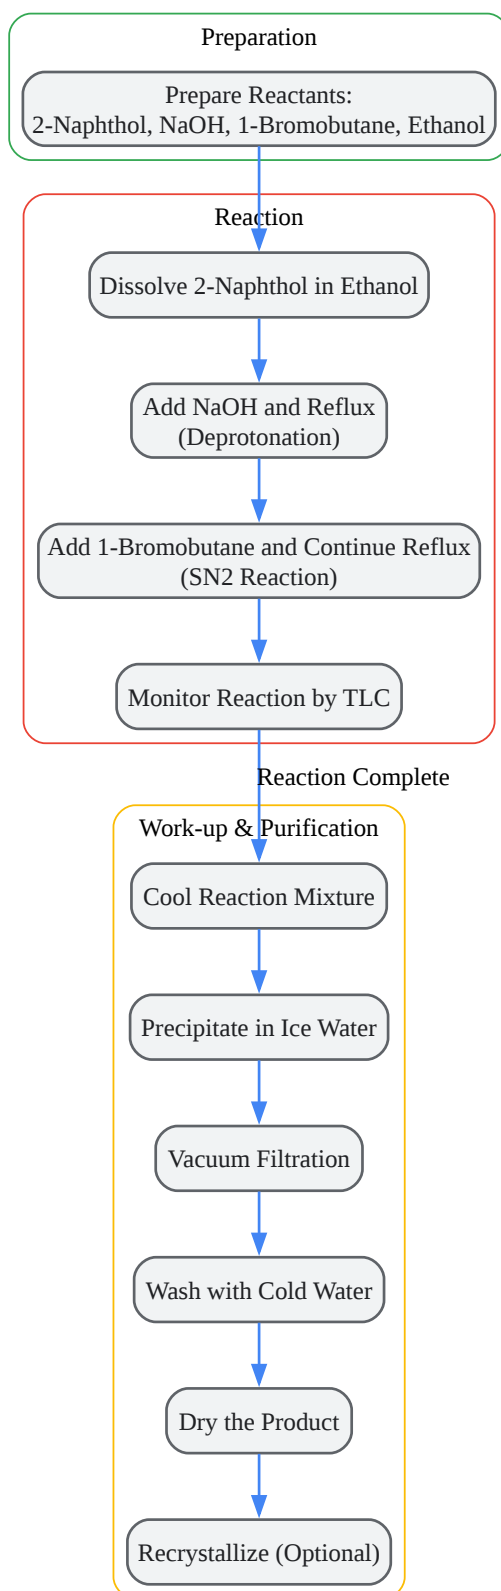 Preparation
Prepare Reactants:
2-Naphthol, NaOH, 1-Bromobutane, Ethanol
Reaction
Dissolve 2-Naphthol in Ethanol
Add NaOH and Reflux
(Deprotonation)
Add 1-Bromobutane and Continue Reflux
(SN2 Reaction)
Monitor Reaction by TLC
Reaction Complete
Work-up & Purification
Cool Reaction Mixture
Precipitate in Ice Water
Vacuum Filtration
Wash with Cold Water
Dry the Product
Recrystallize (Optional)